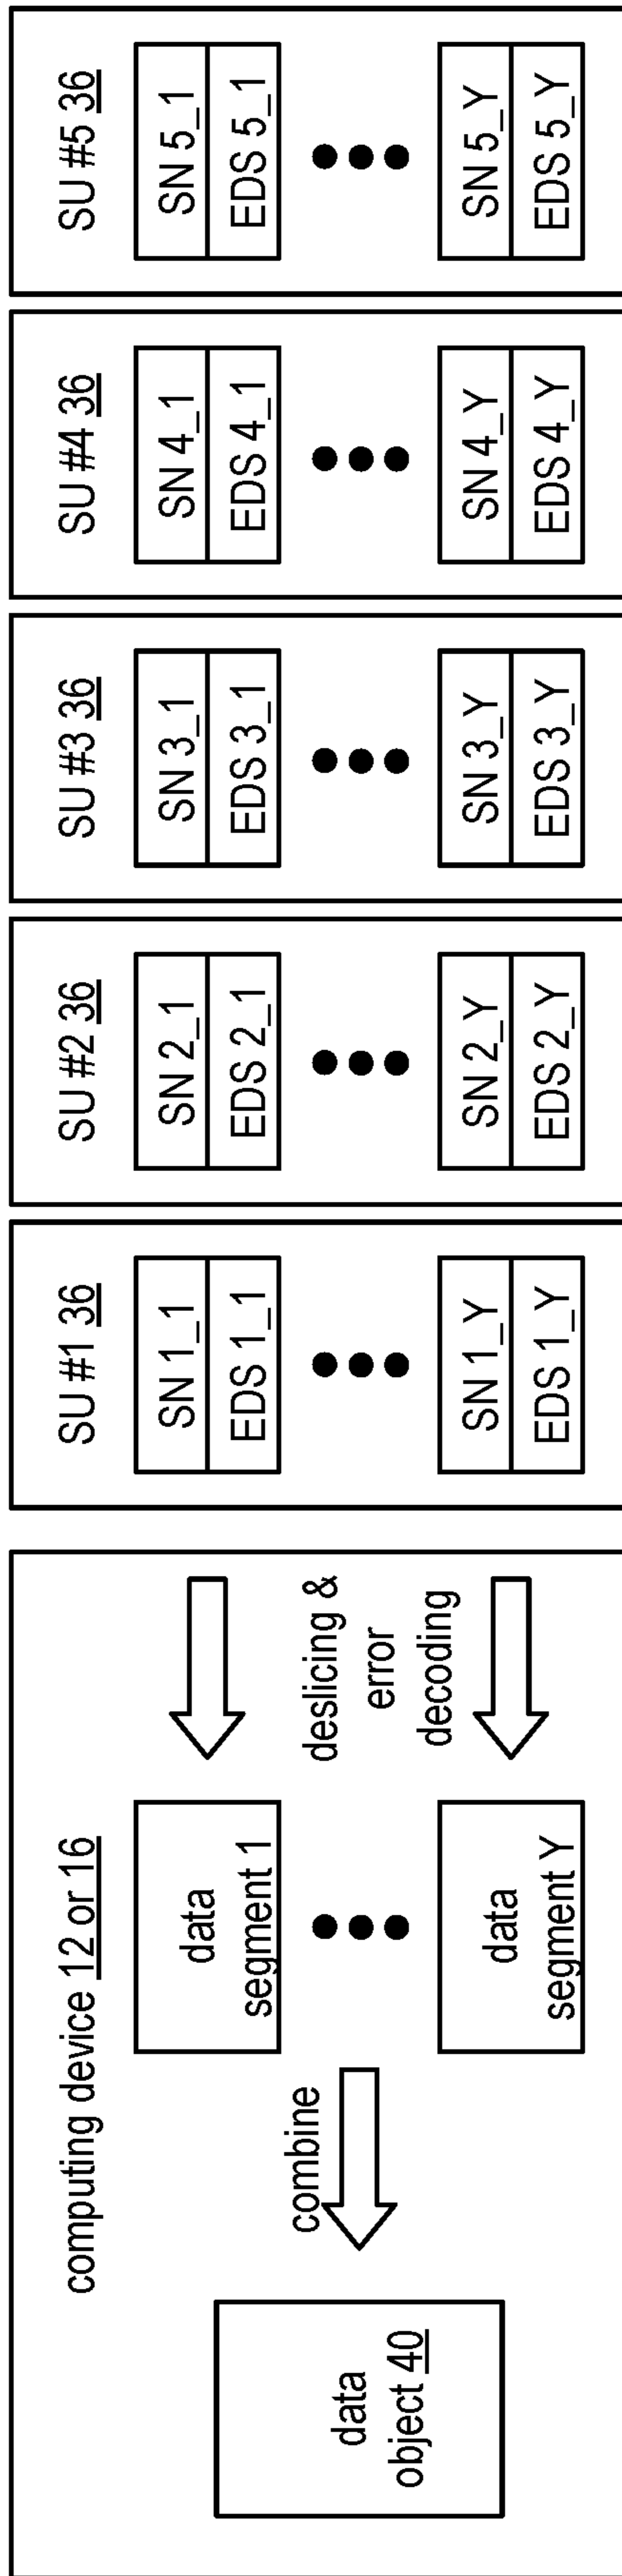 computing device 12 or 16
data
object 40
combine
data
segment 1
data
segment Y
deslicing &
error
decoding
SU #1 36
SN 1_1
EDS 1_1
SN 1_Y
EDS 1_Y
SU #2 36
SN 2_1
EDS 2_1
SN 2_Y
EDS 2_Y
SU #3 36
SN 3_1
EDS 3_1
SN 3_Y
EDS 3_Y
SU #4 36
SN 4_1
EDS 4_1
SN 4_Y
EDS 4_Y
SU #5 36
SN 5_1
EDS 5_1
SN 5_Y
EDS 5_Y